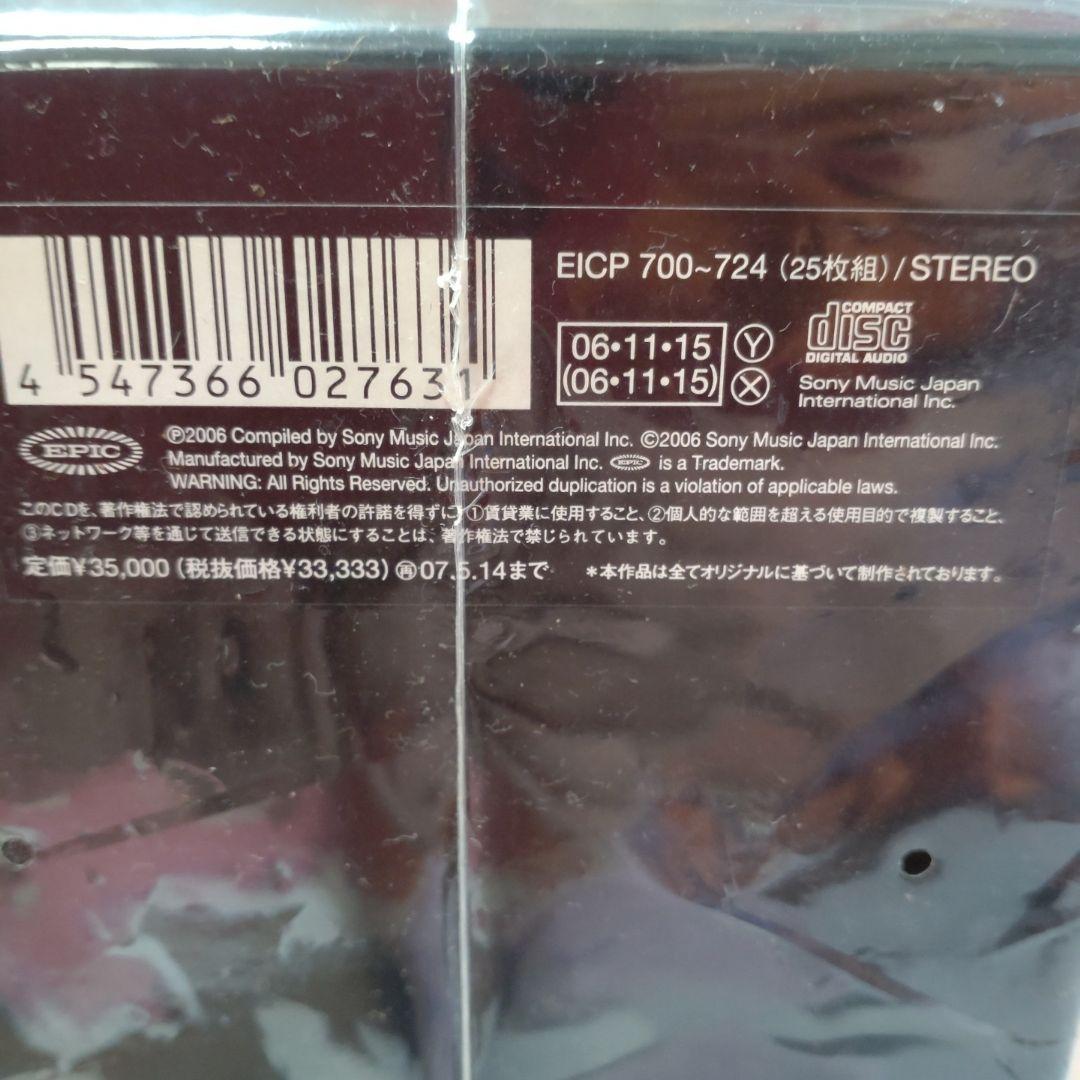 EICP 700~724（25枚組）/STEREO
4 547366 027631
06•11•15 Y
(06•11•15) X
COMPACT
disc
DIGITAL AUDIO
Sony Music Japan
International Inc.
EPIC
Ⓟ2006 Compiled by Sony Music Japan International Inc. ©2006 Sony Music Japan International Inc.
Manufactured by Sony Music Japan International Inc. EPIC is a Trademark.
WARNING: All Rights Reserved. Unauthorized duplication is a violation of applicable laws.
このCDを、著作権法で認められている権利者の許諾を得ずに、①賃貸業に使用すること、②個人的な範囲を超える使用目的で複製すること、
③ネットワーク等を通じて送信できる状態にすることは、著作権法で禁じられています。
定価¥35,000（税抜価格¥33,333）㊢07.5.14まで ＊本作品は全てオリジナルに基づいて制作されております。